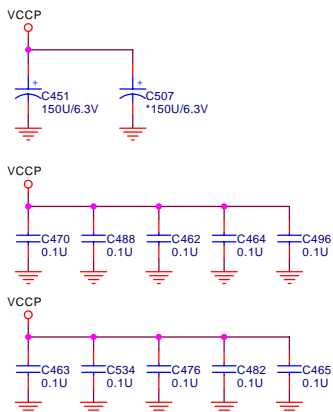 VCCP
+ +
C451 C507
150U/6.3V *150U/6.3V
VCCP
C470 C488 C462 C464 C496
0.1U 0.1U 0.1U 0.1U 0.1U
VCCP
C463 C534 C476 C482 C465
0.1U 0.1U 0.1U 0.1U 0.1U